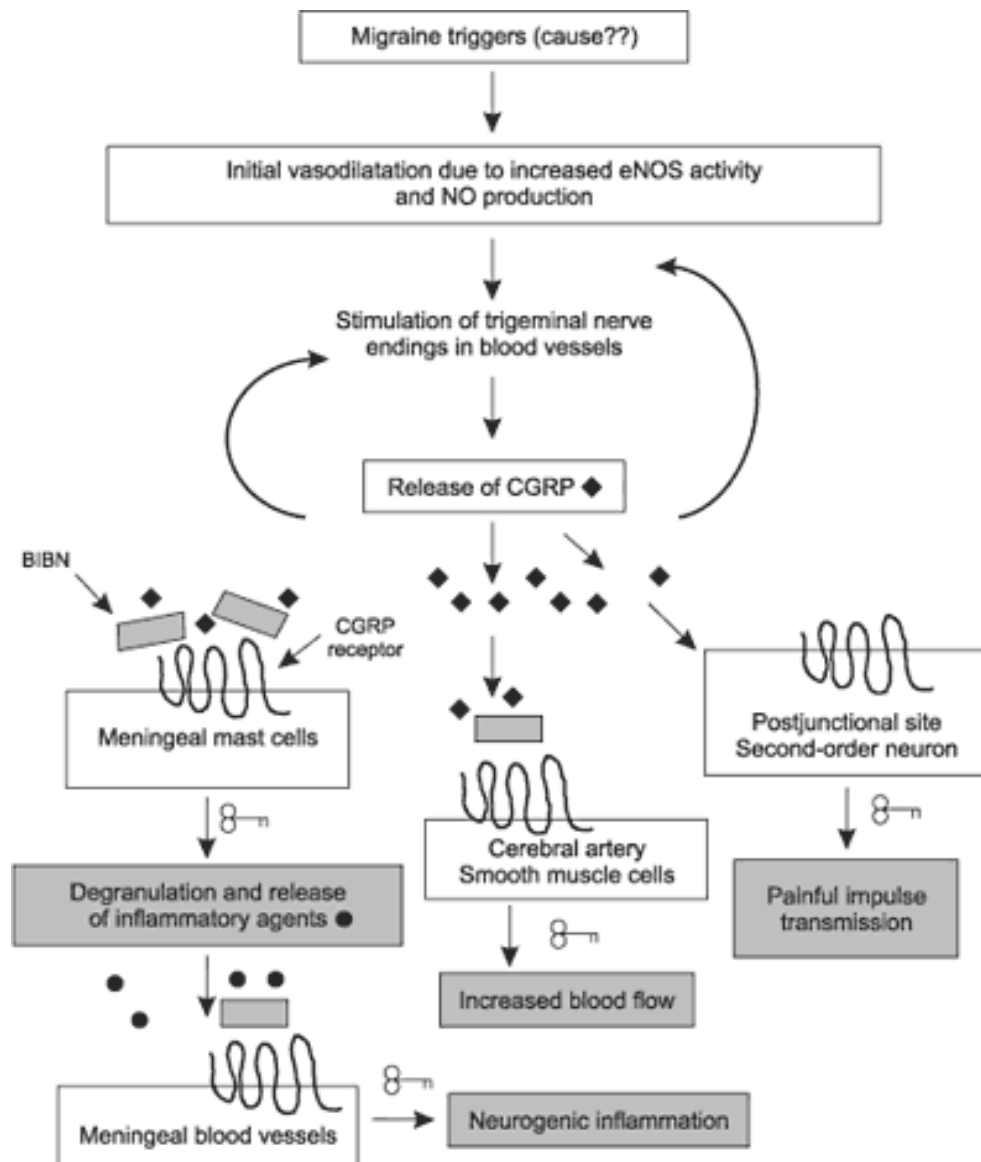 Migraine triggers (cause??)
Initial vasodilatation due to increased eNOS activity
and NO production
Stimulation of trigeminal nerve
endings in blood vessels
Release of CGRP ◆
BIBN
CGRP
receptor
Meningeal mast cells
n
Degranulation and release
of inflammatory agents ●
Meningeal blood vessels
n
Neurogenic inflammation
Cerebral artery
Smooth muscle cells
n
Increased blood flow
Postjunctional site
Second-order neuron
n
Painful impulse
transmission